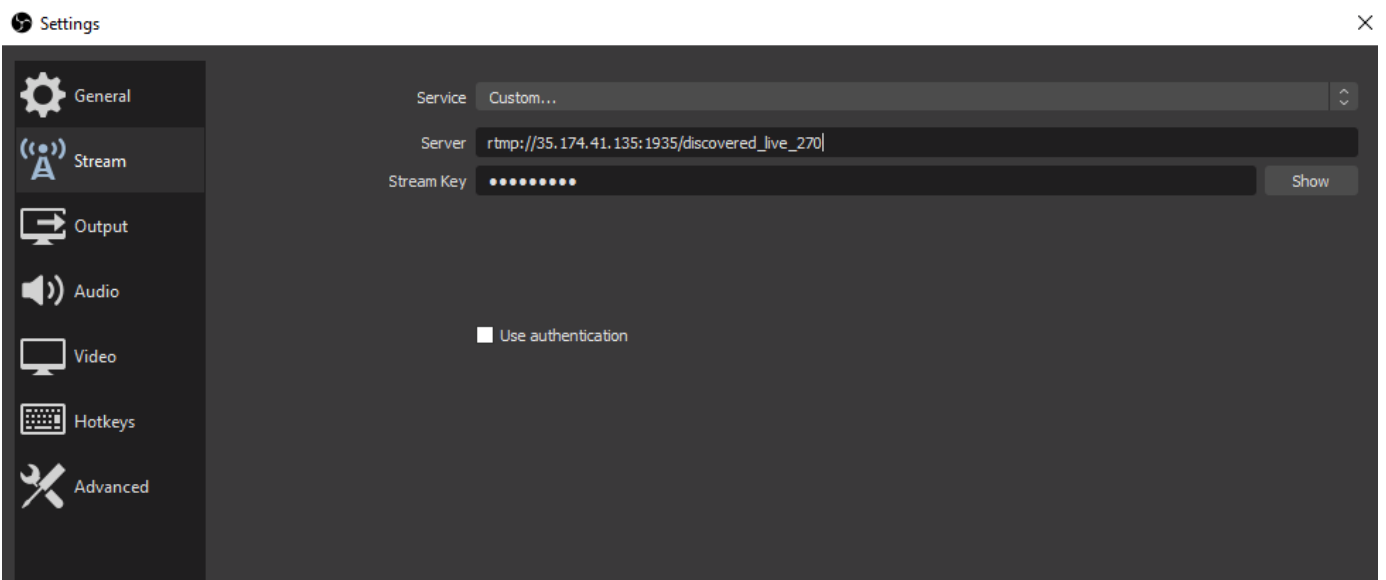 Settings
General
Stream
Output
Audio
Video
Hotkeys
Advanced
Service Custom...
Server rtmp://35.174.41.135:1935/discovered_live_270
Stream Key ●●●●●●●●● Show
Use authentication